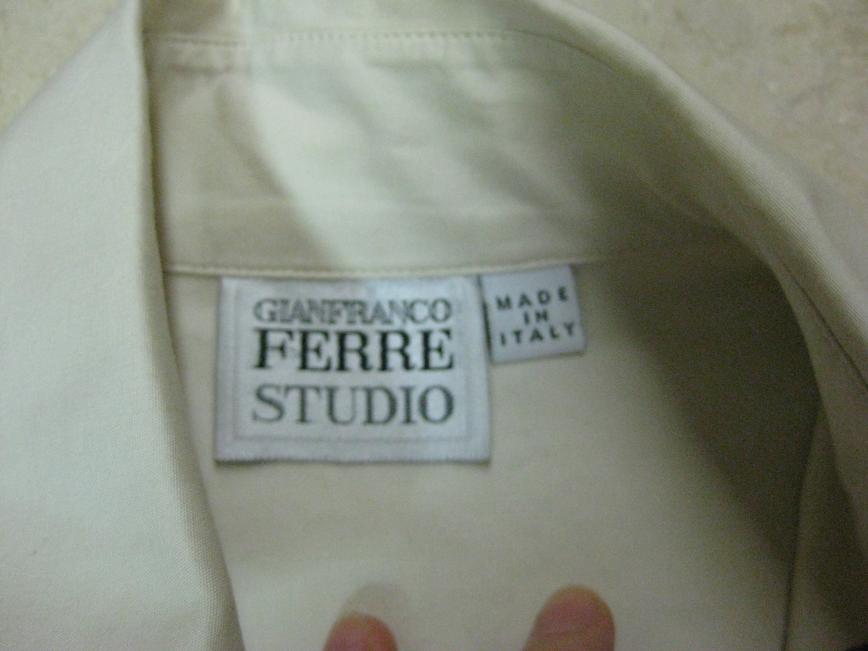 GIANFRANCO
FERRE
STUDIO
MADE
IN
ITALY